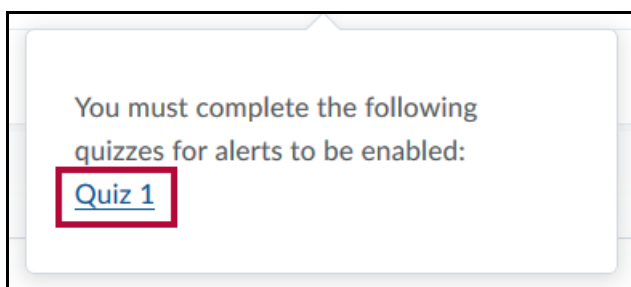 You must complete the following
quizzes for alerts to be enabled:
Quiz 1